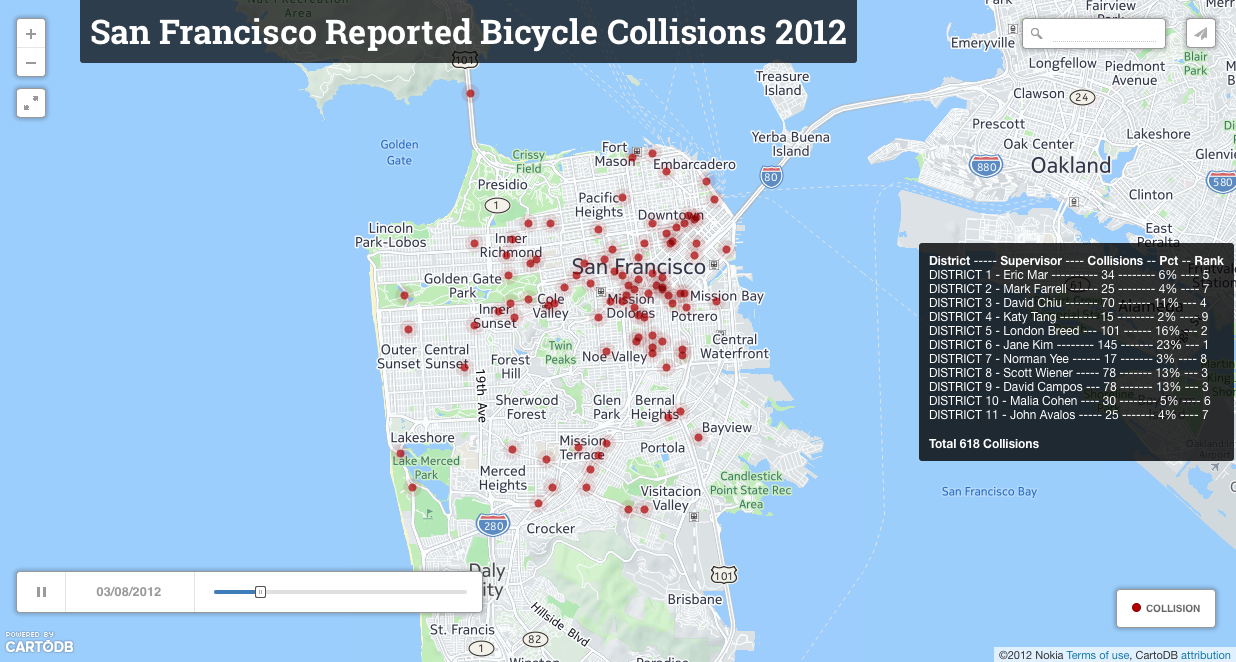 San Francisco Reported Bicycle Collisions 2012
+
−
101
Treasure
Island
Yerba Buena
Island
80
Fairview
Park
Emeryville
Longfellow
Piedmont
Avenue
Blair
Park
Clawson
24
Prescott
Lakeshore
Oak Center
Oakland
880
580
Clinton
East
Peralta
Golden
Gate
Crissy
Field
Fort
Mason
Embarcadero
Presidio
1
Pacific
Heights
Downtown
Lincoln
Park-Lobos
Inner
Richmond
San Francisco
Golden Gate
Park
Cole
Valley
Mission
Dolores
Mission Bay
Inner
Sunset
Potrero
Outer
Sunset
Central
Sunset
Forest
Hill
Twin
Peaks
Noe Valley
Central
Waterfront
19th Ave
Sherwood
Forest
Glen
Park
Bernal
Heights
Bayview
Lakeshore
Lake Merced
Park
Mission
Terrace
Portola
Merced
Heights
Visitacion
Valley
Candlestick
Point State Rec
Area
280
Crocker
Daly
City
101
Brisbane
San Francisco Bay
St. Francis
82
Hillside Blvd
1
District ----- Supervisor ---- Collisions -- Pct -- Rank
DISTRICT 1 - Eric Mar ---------- 34 -------- 6% ---- 5
DISTRICT 2 - Mark Farrell ------ 25 -------- 4% ---- 7
DISTRICT 3 - David Chiu ------- 70 ------- 11% --- 4
DISTRICT 4 - Katy Tang ------- 15 -------- 2% --- 9
DISTRICT 5 - London Breed --- 101 ------ 16% --- 2
DISTRICT 6 - Jane Kim -------- 145 ------ 23% --- 1
DISTRICT 7 - Norman Yee ------ 17 ------- 3% --- 8
DISTRICT 8 - Scott Wiener ----- 78 ------- 13% --- 3
DISTRICT 9 - David Campos --- 78 ------- 13% --- 3
DISTRICT 10 - Malia Cohen ---- 30 -------- 5% ---- 6
DISTRICT 11 - John Avalos ---- 25 ------- 4% ---- 7
Total 618 Collisions
03/08/2012
COLLISION
POWERED BY
CARTODB
©2012 Nokia Terms of use, CartoDB attribution